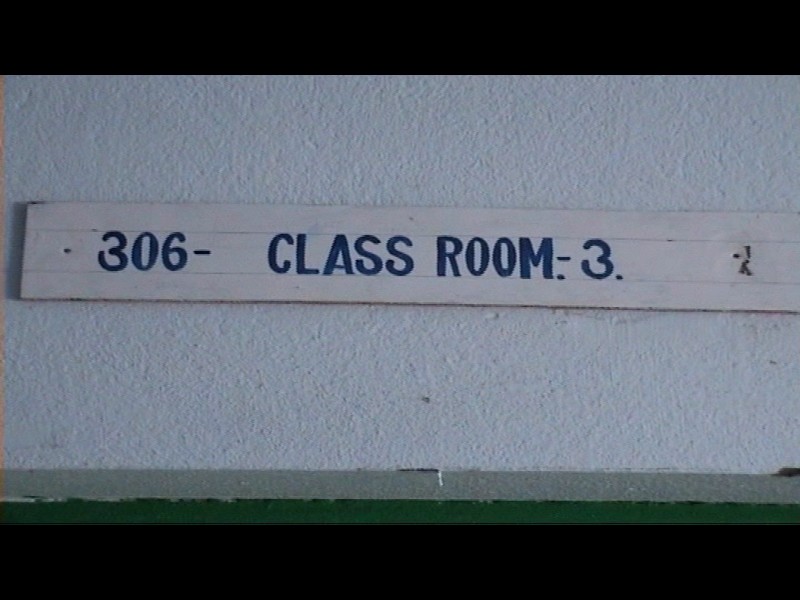 306- CLASS ROOM.- 3.